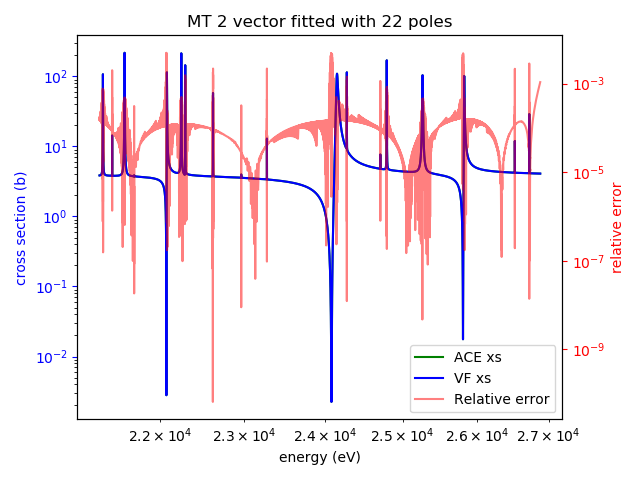 MT 2 vector fitted with 22 poles
10²
10¹
10⁰
10⁻¹
10⁻²
cross section (b)
10⁻³
10⁻⁵
10⁻⁷
10⁻⁹
relative error
ACE xs
VF xs
Relative error
2.2 × 10⁴ 2.3 × 10⁴ 2.4 × 10⁴ 2.5 × 10⁴ 2.6 × 10⁴ 2.7 × 10⁴
energy (eV)